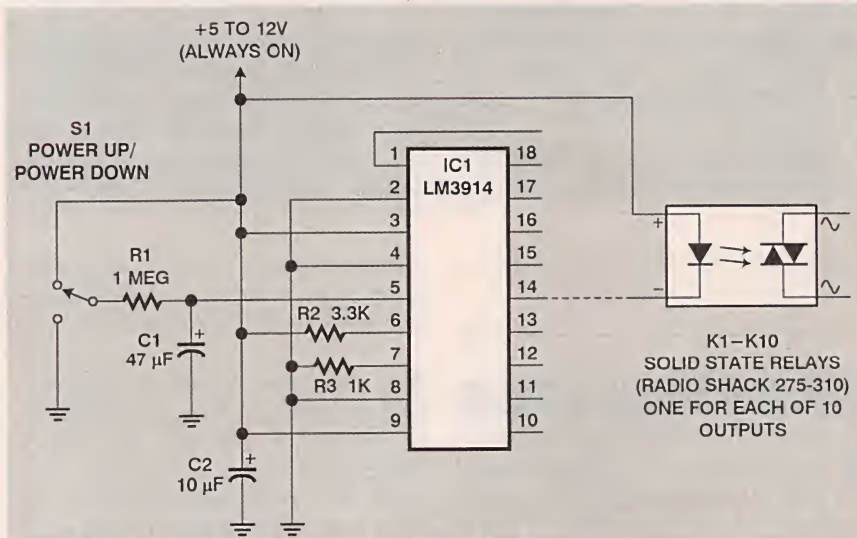 +5 TO 12V
(ALWAYS ON)
S1
POWER UP/
POWER DOWN
R1
1 MEG
C1
47 µF
+
C2
10 µF
+
R2 3.3K
R3 1K
IC1
LM3914
1
2
3
4
5
6
7
8
9
18
17
16
15
14
13
12
11
10
+
−
∿
∿
K1–K10
SOLID STATE RELAYS
(RADIO SHACK 275-310)
ONE FOR EACH OF 10
OUTPUTS